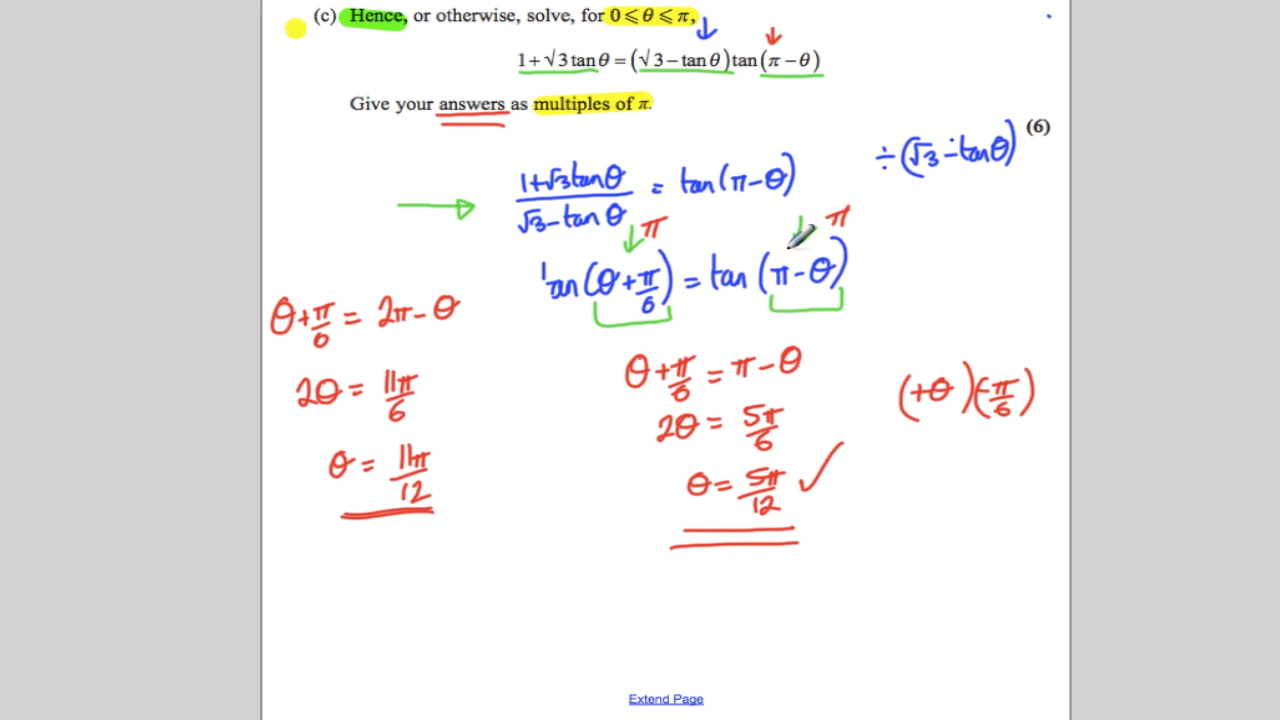 (c) Hence, or otherwise, solve, for 0 ⩽ θ ⩽ π,
1 + √3 tan θ = (√3 – tan θ) tan (π – θ)
Give your answers as multiples of π.
(6)
÷ (√3 – tanθ)
1+√3tanθ / √3 – tan θ = tan(π – θ)
π π
tan(θ + π/6) = tan (π – θ)
θ + π/6 = 2π – θ
2θ = 11π/6
θ = 11π/12
θ + π/6 = π – θ
2θ = 5π/6
θ = 5π/12 ✓
(+θ)(-π/6)
Extend Page